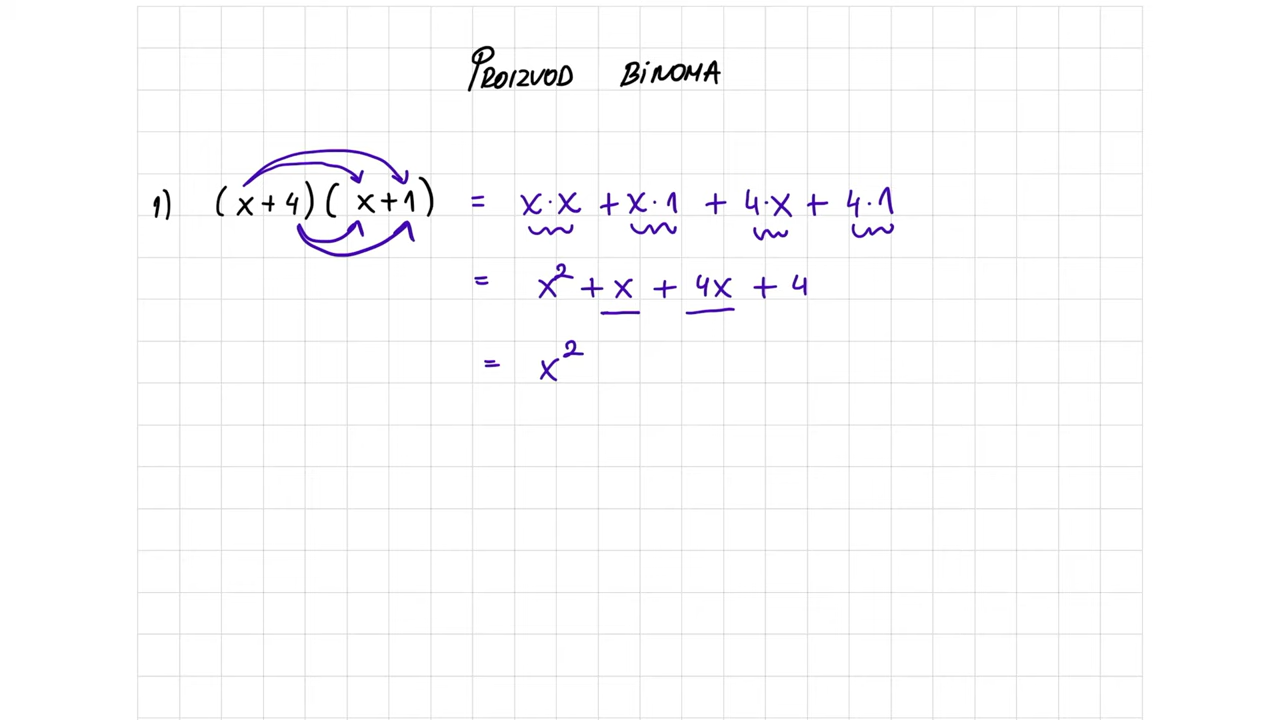 PROIZVOD BINOMA
1) (x+4)(x+1) = x·x + x·1 + 4·x + 4·1
= x² + x + 4x + 4
= x²